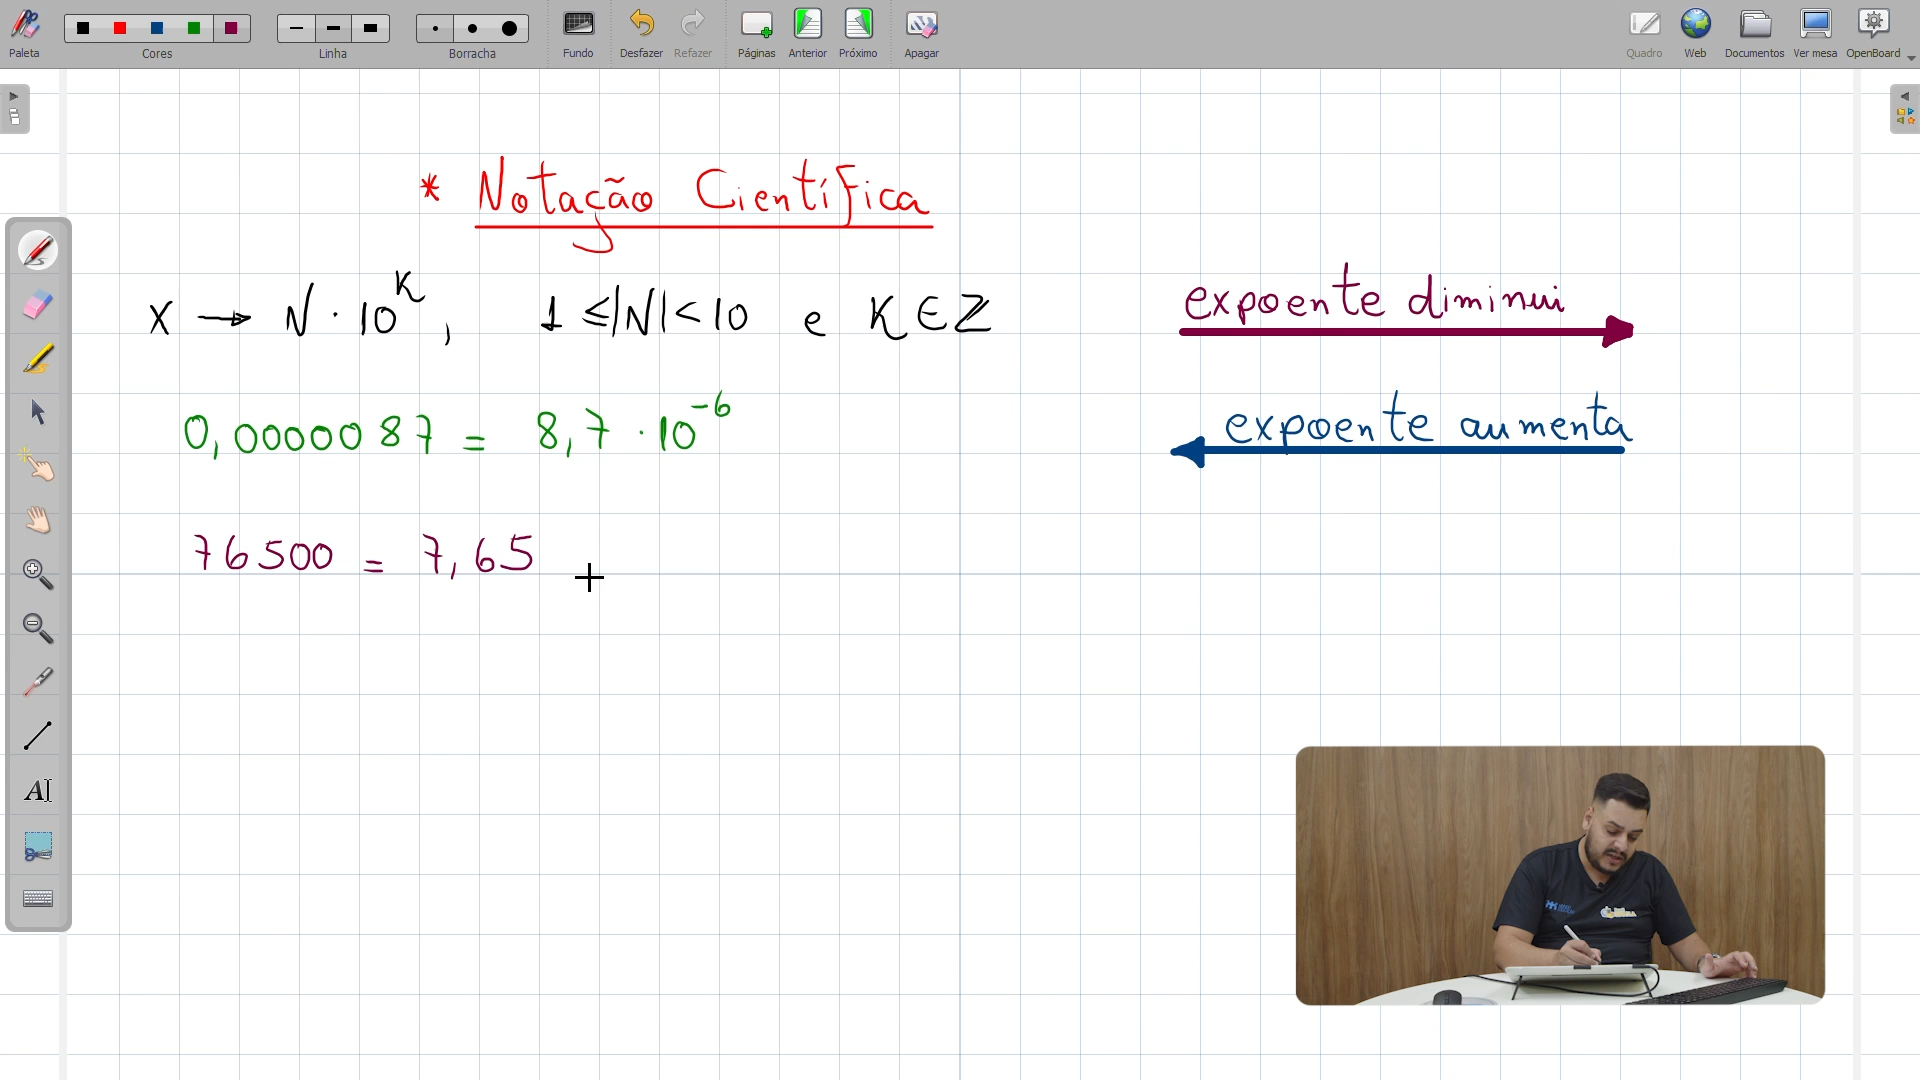 Paleta
Cores
Linha
Borracha
Fundo
Desfazer
Refazer
Páginas
Anterior
Próximo
Apagar
Quadro
Web
Documentos
Ver mesa
OpenBoard
* Notação Científica
X → N · 10^K , 1 ≤ |N| < 10 e K ∈ Z
expoente diminui
0,0000087 = 8,7 · 10^-6
expoente aumenta
76500 = 7,65
AI